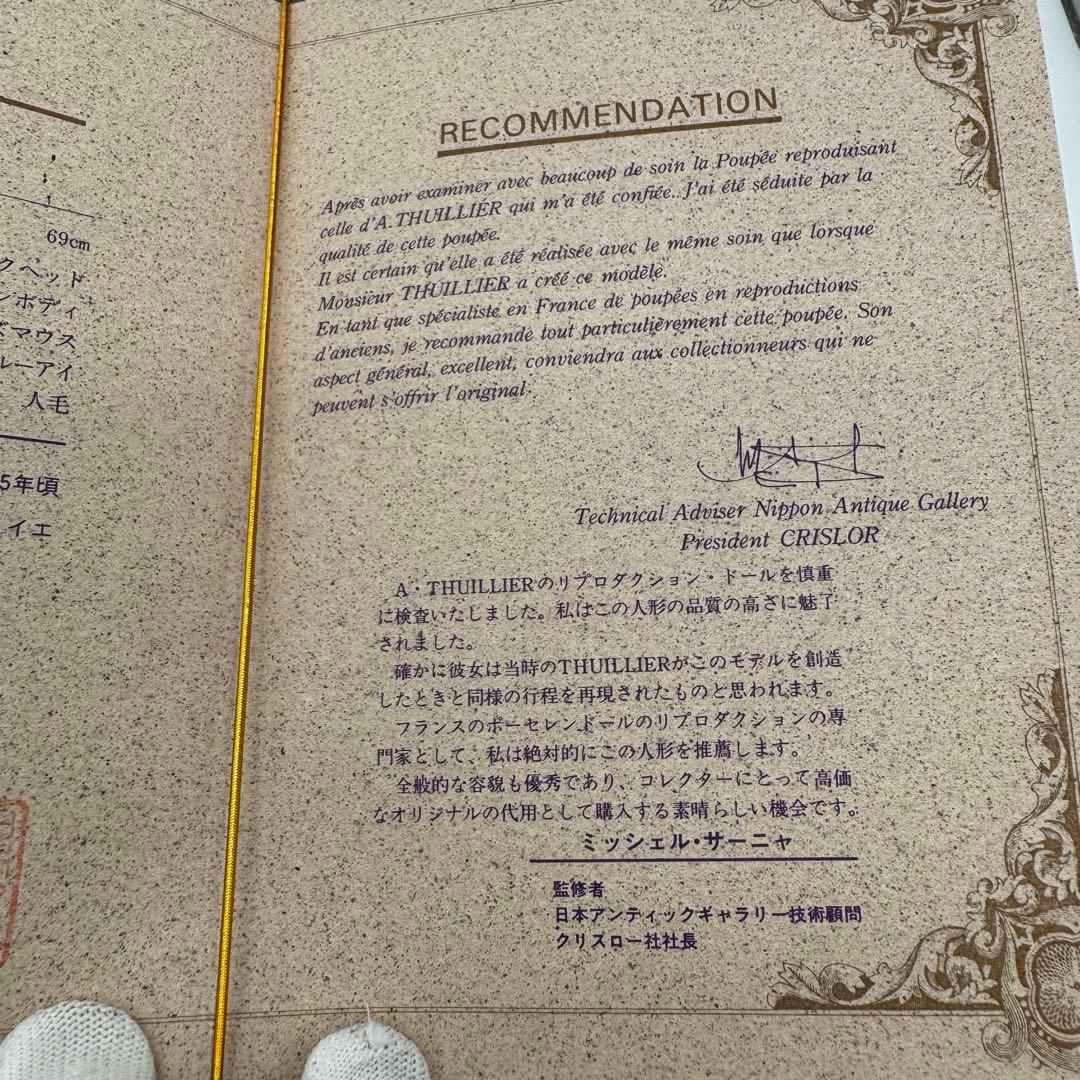 69cm
クヘッド
ンボディ
ズマウス
ルーアイ
人毛
5年頃
イエ
RECOMMENDATION
Après avoir examiner avec beaucoup de soin la Poupée reproduisant
celle d'A. THUILLIER qui m'a été confiée.. J'ai été séduite par la
qualité de cette poupée.
Il est certain qu'elle a été réalisée avec le même soin que lorsque
Monsieur THUILLIER a créé ce modèle.
En tant que spécialiste en France de poupées en reproductions
d'anciens, je recommande tout particulièrement cette poupée. Son
aspect général, excellent, conviendra aux collectionneurs qui ne
peuvent s'offrir l'original.
Technical Adviser Nippon Antique Gallery
President CRISLOR
A・THUILLIERのリプロダクション・ドールを慎重
に検査いたしました。私はこの人形の品質の高さに魅了
されました。
確かに彼女は当時のTHUILLIERがこのモデルを創造
したときと同様の行程を再現されたものと思われます。
フランスのポーセレンドールのリプロダクションの専
門家として、私は絶対的にこの人形を推薦します。
全般的な容貌も優秀であり、コレクターにとって高価
なオリジナルの代用として購入する素晴らしい機会です。
ミッシェル・サーニャ
監修者
日本アンティックギャラリー技術顧問
クリスロー社社長